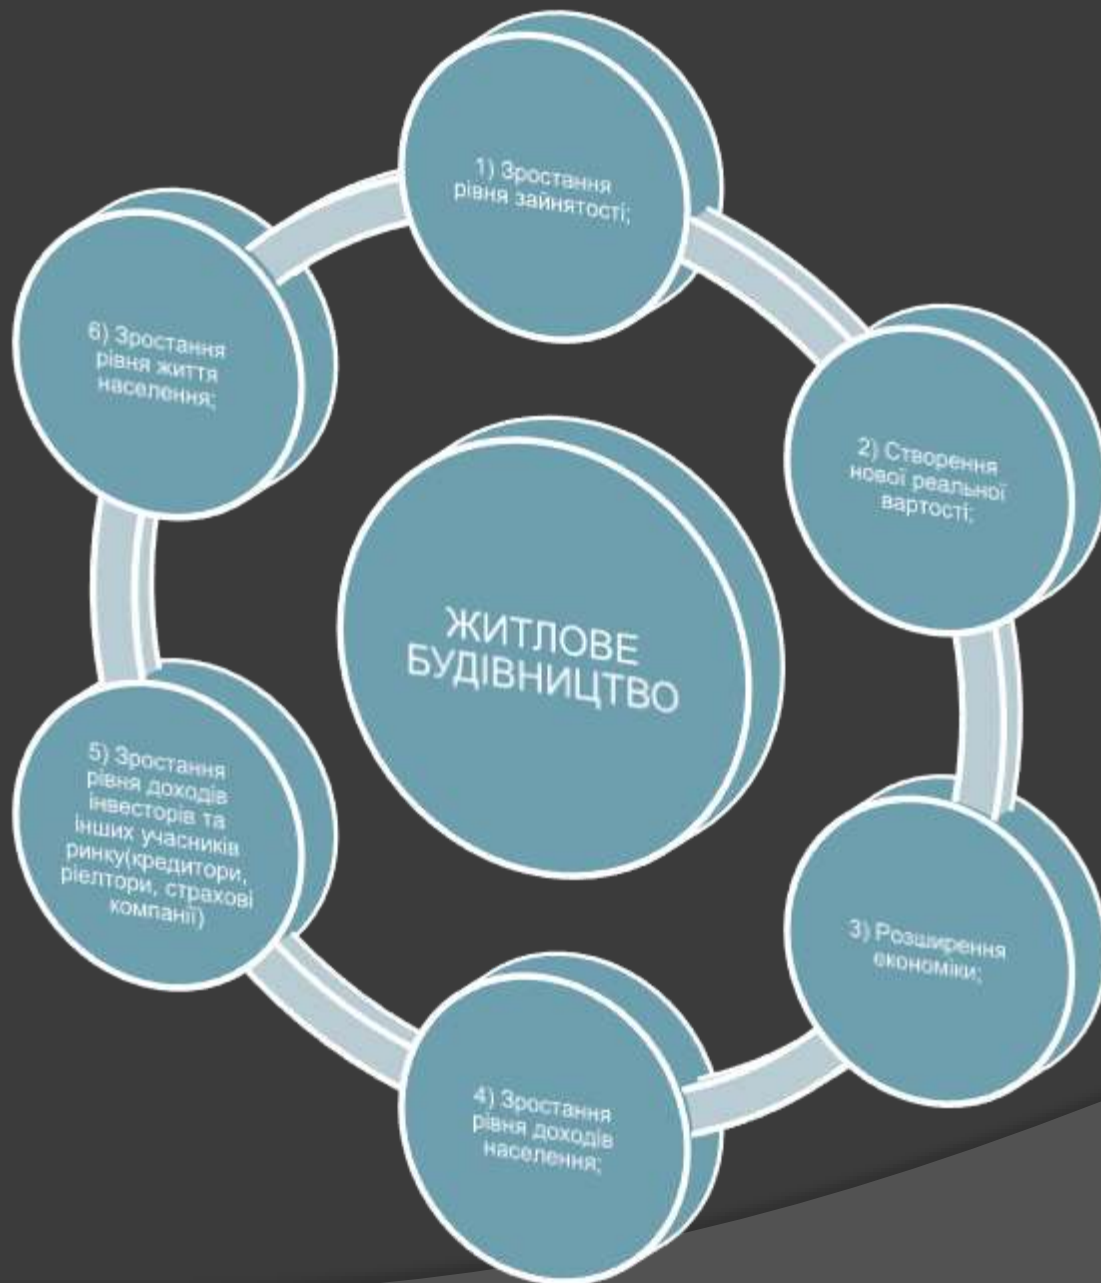 1) Зростання
рівня зайнятості;
2) Створення
нової реальної
вартості;
3) Розширення
економіки;
4) Зростання
рівня доходів
населення;
5) Зростання
рівня доходів
інвесторів та
інших учасників
ринку(кредитори,
ріелтори, страхові
компанії)
6) Зростання
рівня життя
населення;
ЖИТЛОВЕ
БУДІВНИЦТВО